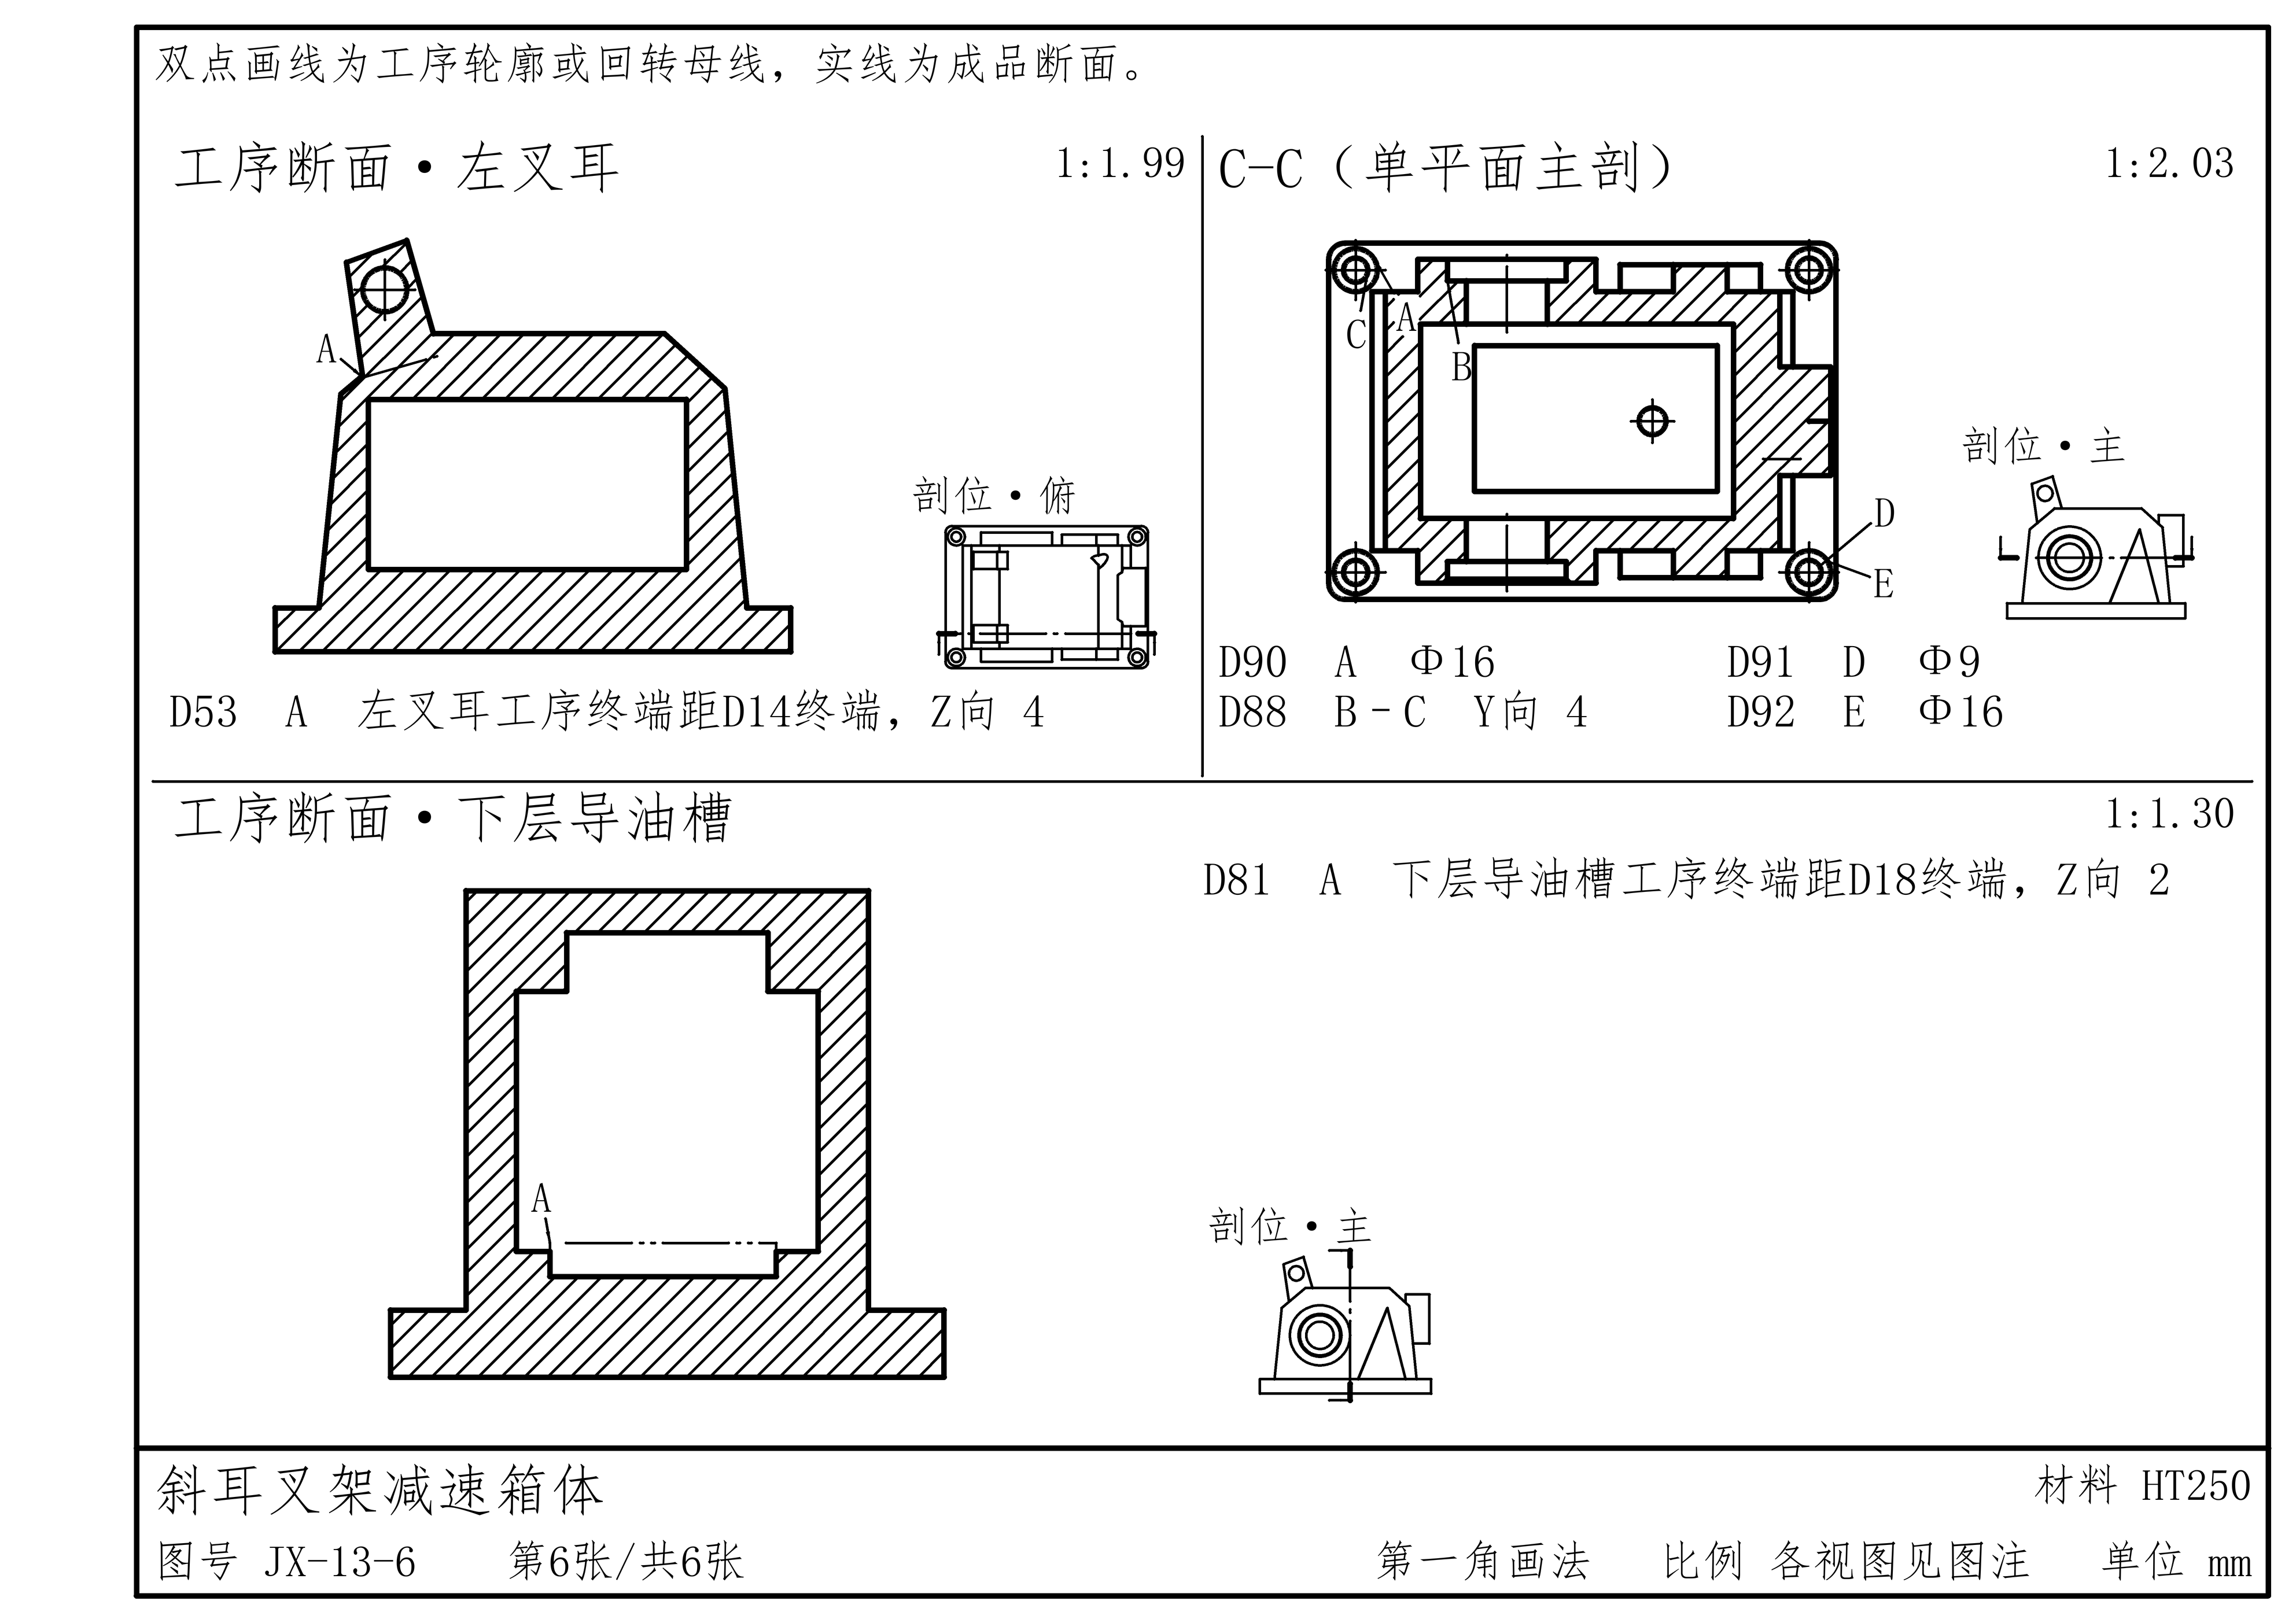 双点画线为工序轮廓或回转母线，实线为成品断面。
工序断面·左叉耳 1:1.99
A
剖位·俯
D53 A 左叉耳工序终端距D14终端，Z向 4
C-C（单平面主剖） 1:2.03
C A
B
剖位·主
D
E
D90 A Φ16 D91 D Φ9
D88 B-C Y向 4 D92 E Φ16
工序断面·下层导油槽 1:1.30
D81 A 下层导油槽工序终端距D18终端，Z向 2
A
剖位·主
斜耳叉架减速箱体 材料 HT250
图号 JX-13-6 第6张/共6张 第一角画法 比例 各视图见图注 单位 mm